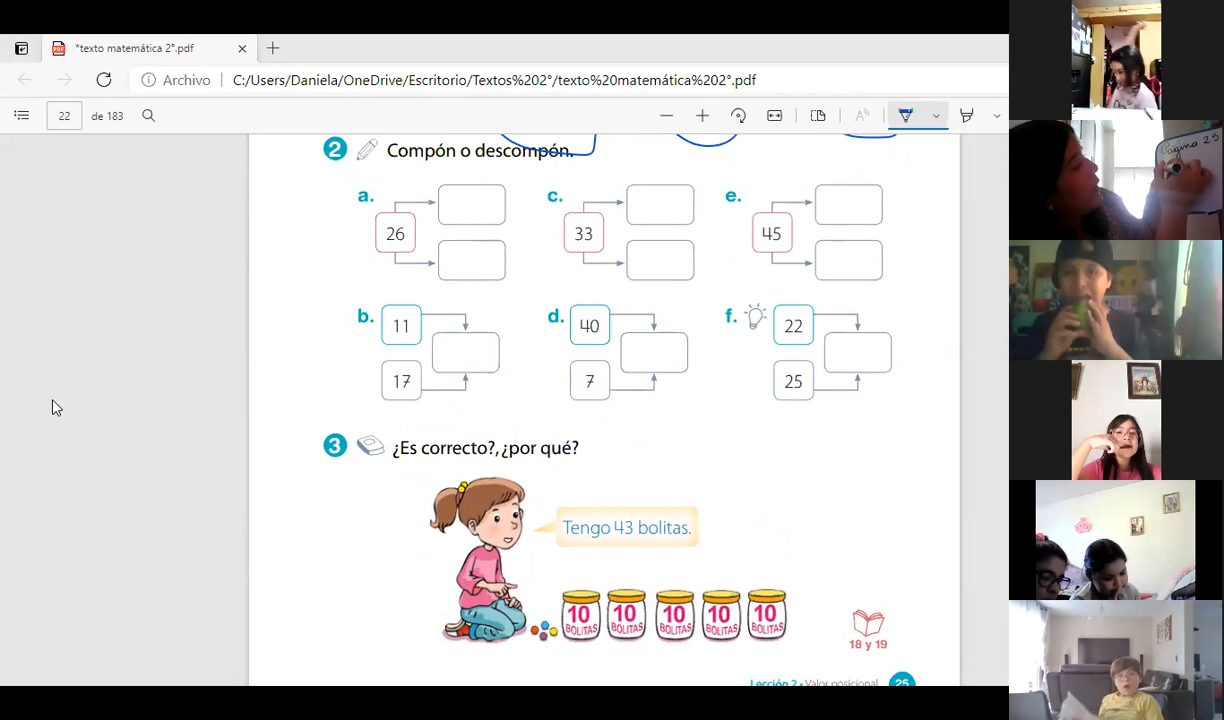 *texto matemática 2°.pdf
Archivo
C:/Users/Daniela/OneDrive/Escritorio/Textos%202°/texto%20matemática%202°.pdf
22 de 183
2 Compón o descompón.
a. c. e.
26 33 45
b. 11 d. 40 f. 22
17 7 25
3 ¿Es correcto?, ¿por qué?
Tengo 43 bolitas.
10 10 10 10 10
BOLITAS BOLITAS BOLITAS BOLITAS BOLITAS
18 y 19
Lección 2 • Valor posicional 25
Página 25